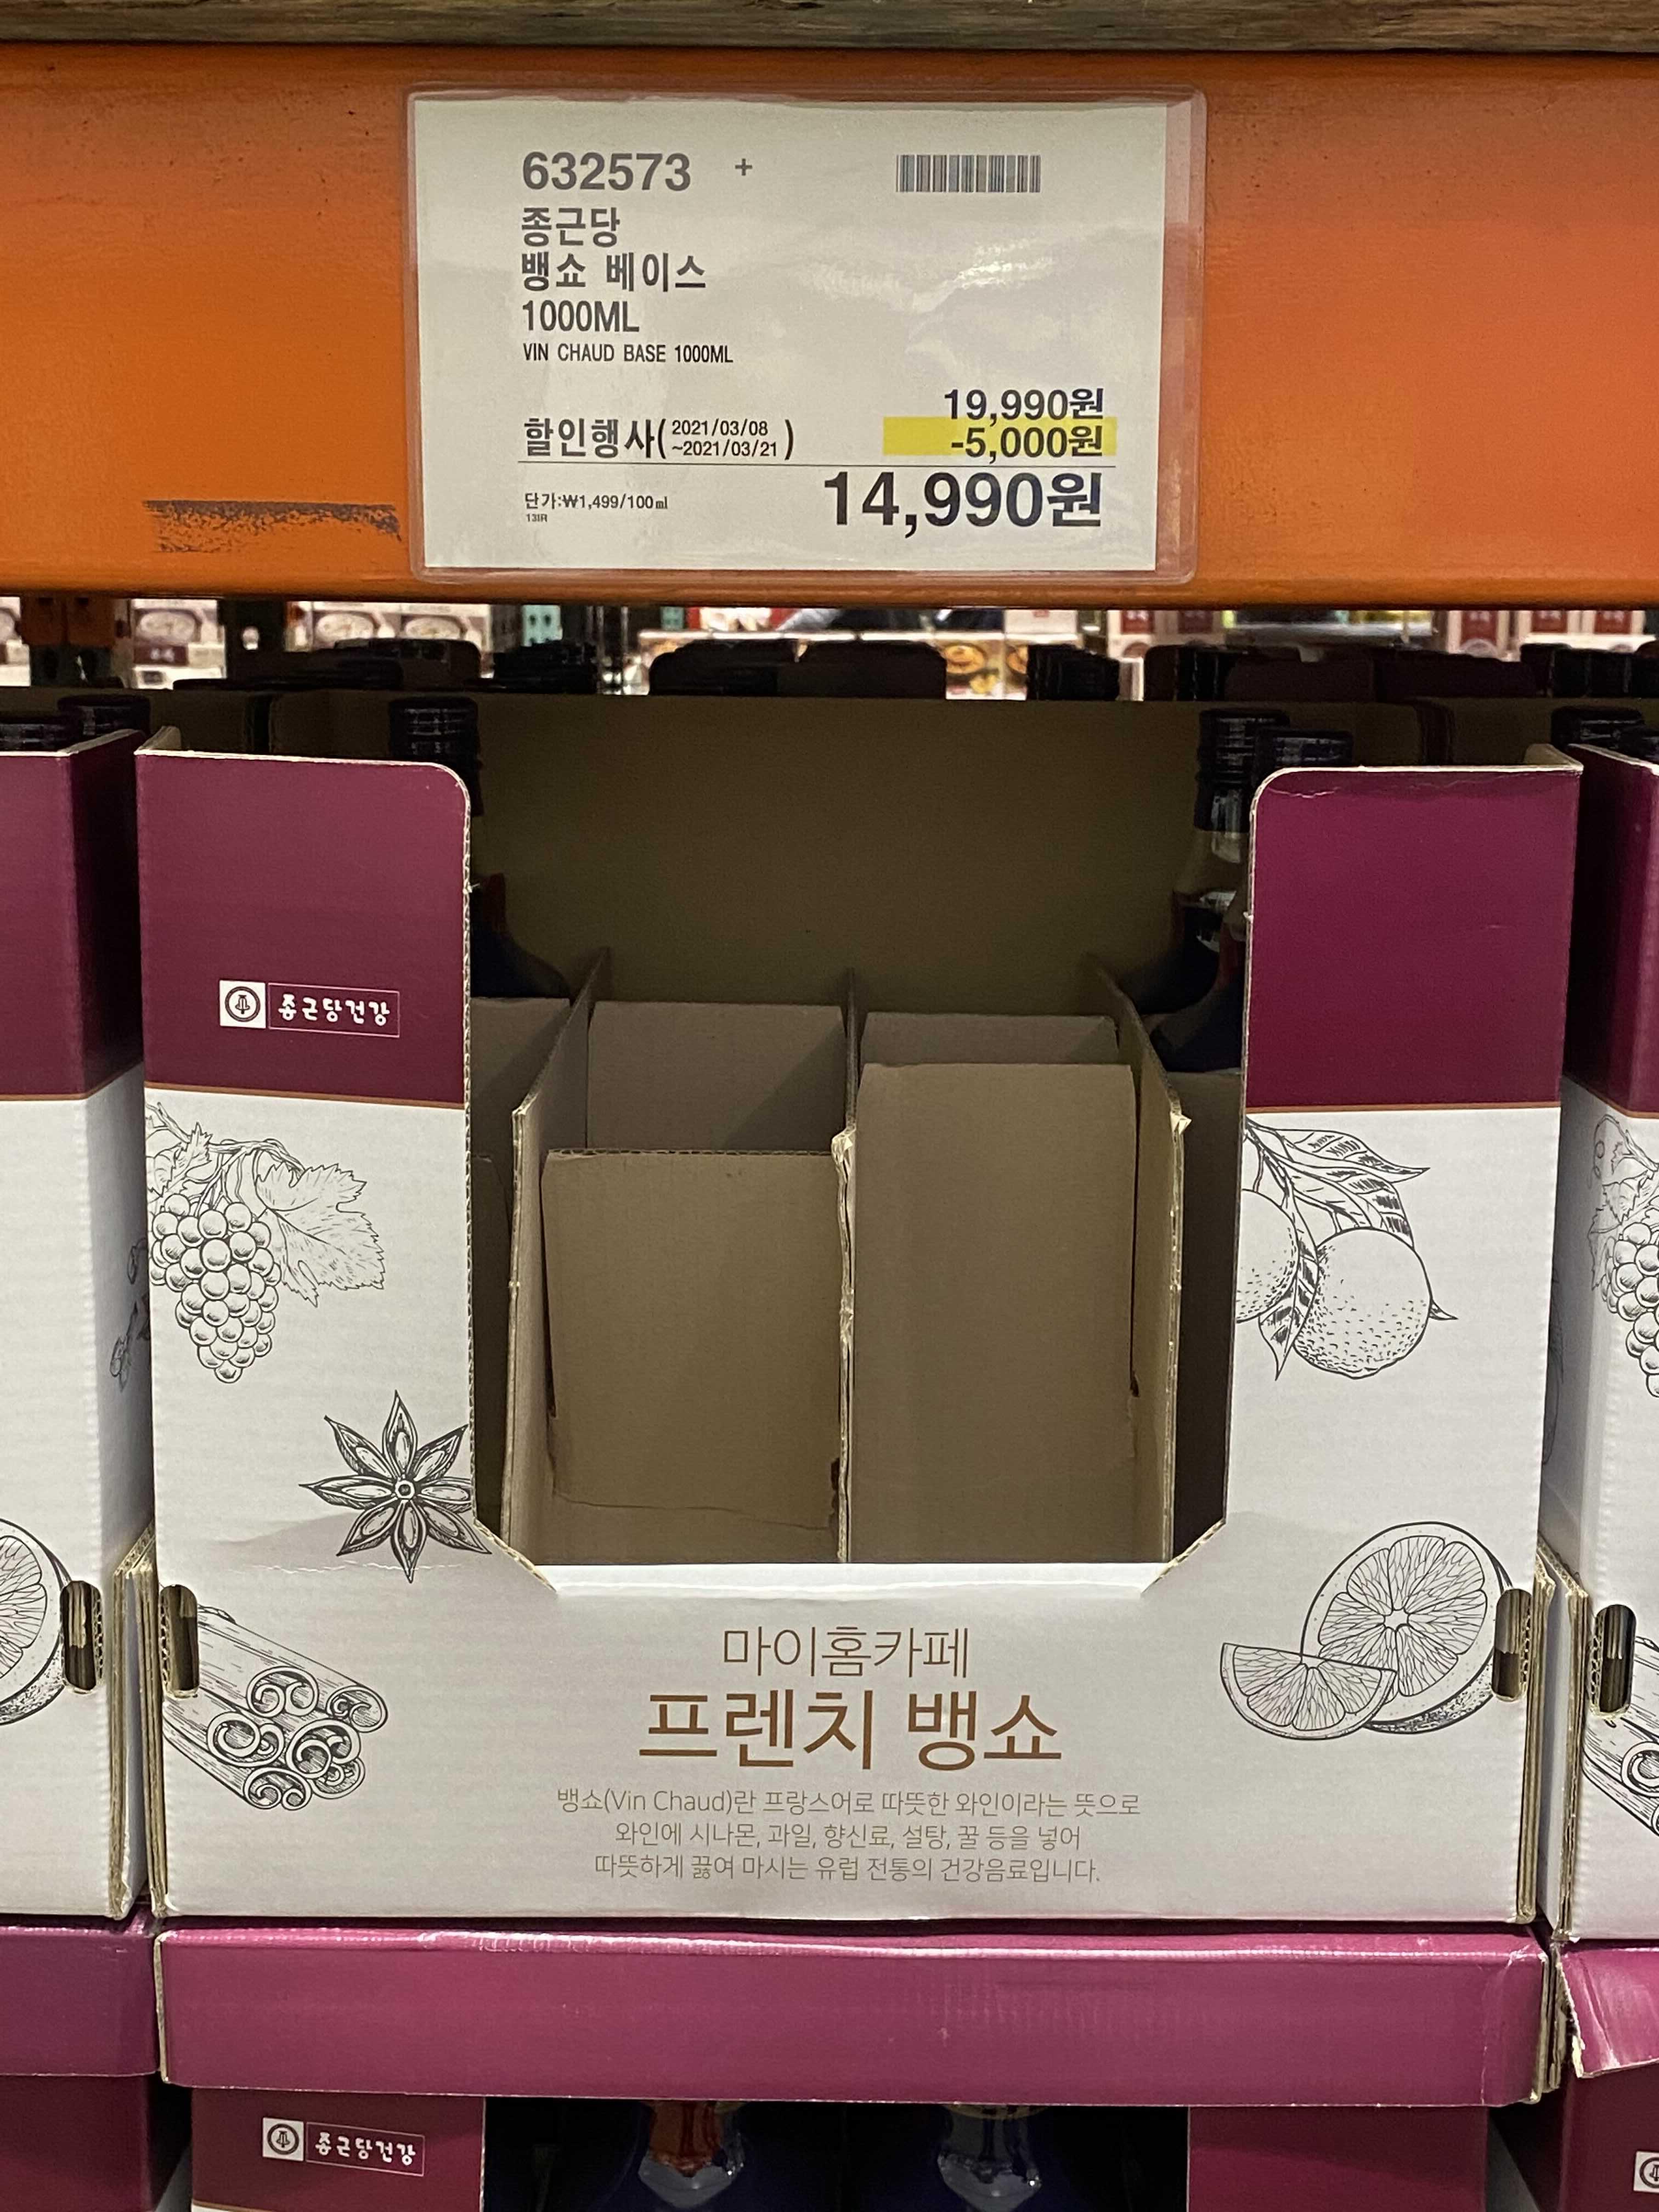 632573 +
종근당
뱅쇼 베이스
1000ML
VIN CHAUD BASE 1000ML
19,990원
할인행사( 2021/03/08 ~2021/03/21 ) -5,000원
14,990원
단가:₩1,499/100㎖
13IR
종근당건강
마이홈카페
프렌치 뱅쇼
뱅쇼(Vin Chaud)란 프랑스어로 따뜻한 와인이라는 뜻으로
와인에 시나몬, 과일, 향신료, 설탕, 꿀 등을 넣어
따뜻하게 끓여 마시는 유럽 전통의 건강음료입니다.
종근당건강